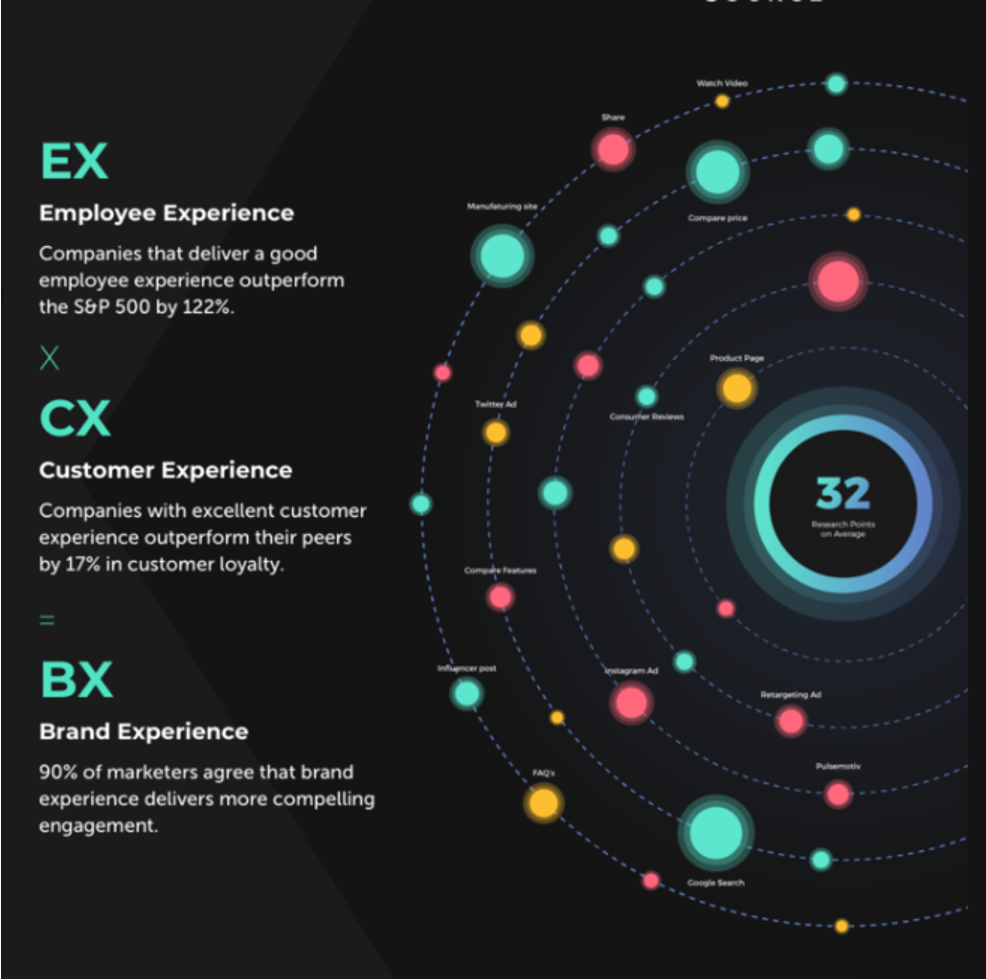 EX
Employee Experience
Companies that deliver a good
employee experience outperform
the S&P 500 by 122%.
X
CX
Customer Experience
Companies with excellent customer
experience outperform their peers
by 17% in customer loyalty.
=
BX
Brand Experience
90% of marketers agree that brand
experience delivers more compelling
engagement.
Watch Video
Share
Manufaturing site
Compare price
Product Page
Twitter Ad
Consumer Reviews
32
Research Points
on Average
Compare Features
Influencer post
Instagram Ad
Retargeting Ad
Pulsemotiv
FAQ's
Google Search